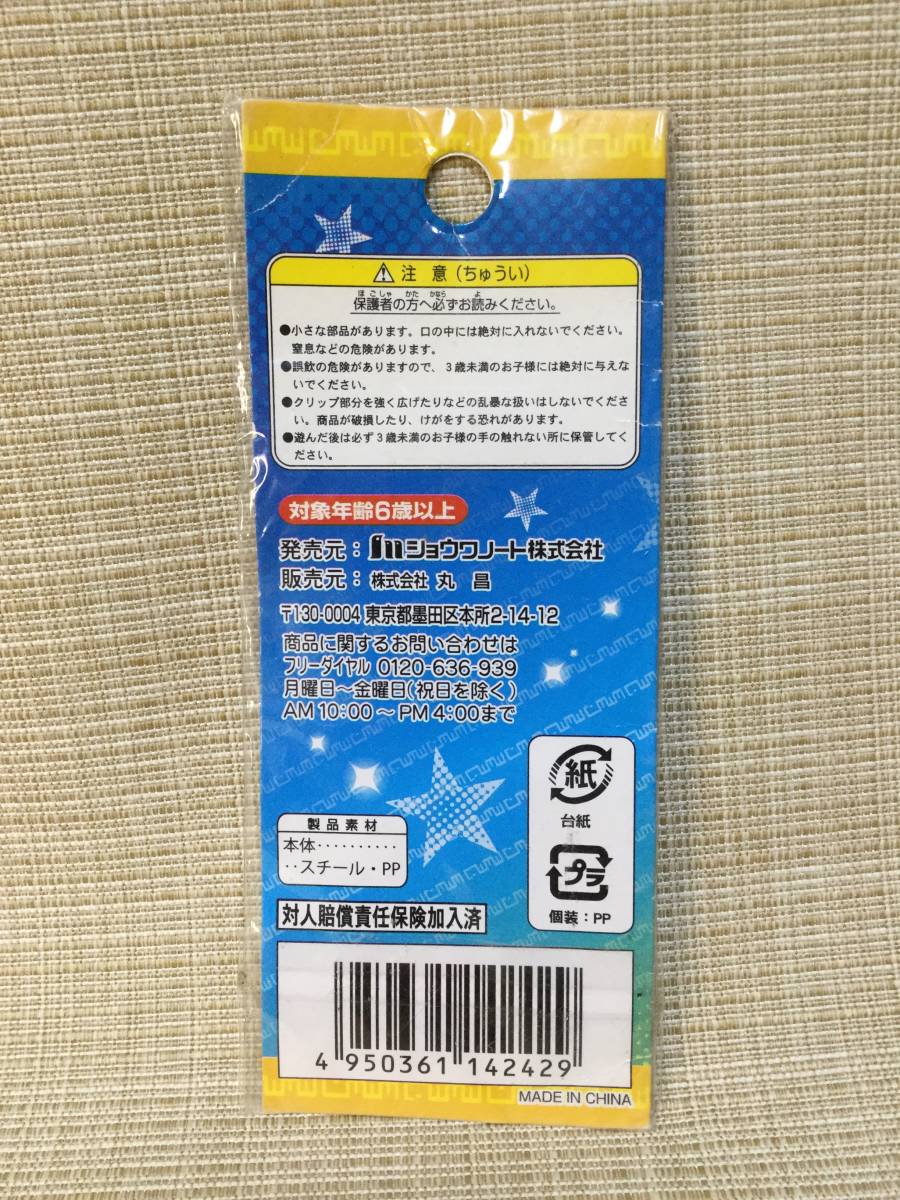 ⚠ 注 意 (ちゅうい)
ほごしゃ かた かなら よ
保護者の方へ必ずお読みください。
●小さな部品があります。口の中には絶対に入れないでください。
窒息などの危険があります。
●誤飲の危険がありますので、3歳未満のお子様には絶対に与えな
いでください。
●クリップ部分を強く広げたりなどの乱暴な扱いはしないでくださ
い。商品が破損したり、けがをする恐れがあります。
●遊んだ後は必ず3歳未満のお子様の手の触れない所に保管してく
ださい。
対象年齢6歳以上
発売元:ショウワノート株式会社
販売元:株式会社 丸 昌
〒130-0004 東京都墨田区本所2-14-12
商品に関するお問い合わせは
フリーダイヤル 0120-636-939
月曜日~金曜日(祝日を除く)
AM 10:00 ~ PM 4:00まで
紙
台紙
プラ
個装:PP
製品素材
本体··········
··スチール・PP
対人賠償責任保険加入済
4 950361 142429
MADE IN CHINA